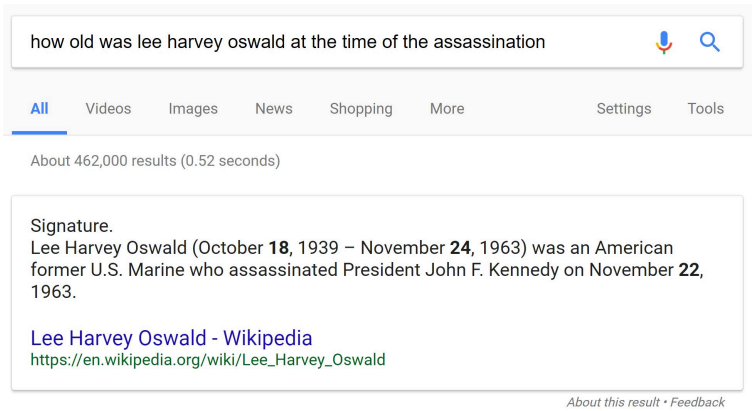 how old was lee harvey oswald at the time of the assassination
All Videos Images News Shopping More Settings Tools
About 462,000 results (0.52 seconds)
Signature.
Lee Harvey Oswald (October 18, 1939 – November 24, 1963) was an American
former U.S. Marine who assassinated President John F. Kennedy on November 22,
1963.
Lee Harvey Oswald - Wikipedia
https://en.wikipedia.org/wiki/Lee_Harvey_Oswald
About this result • Feedback